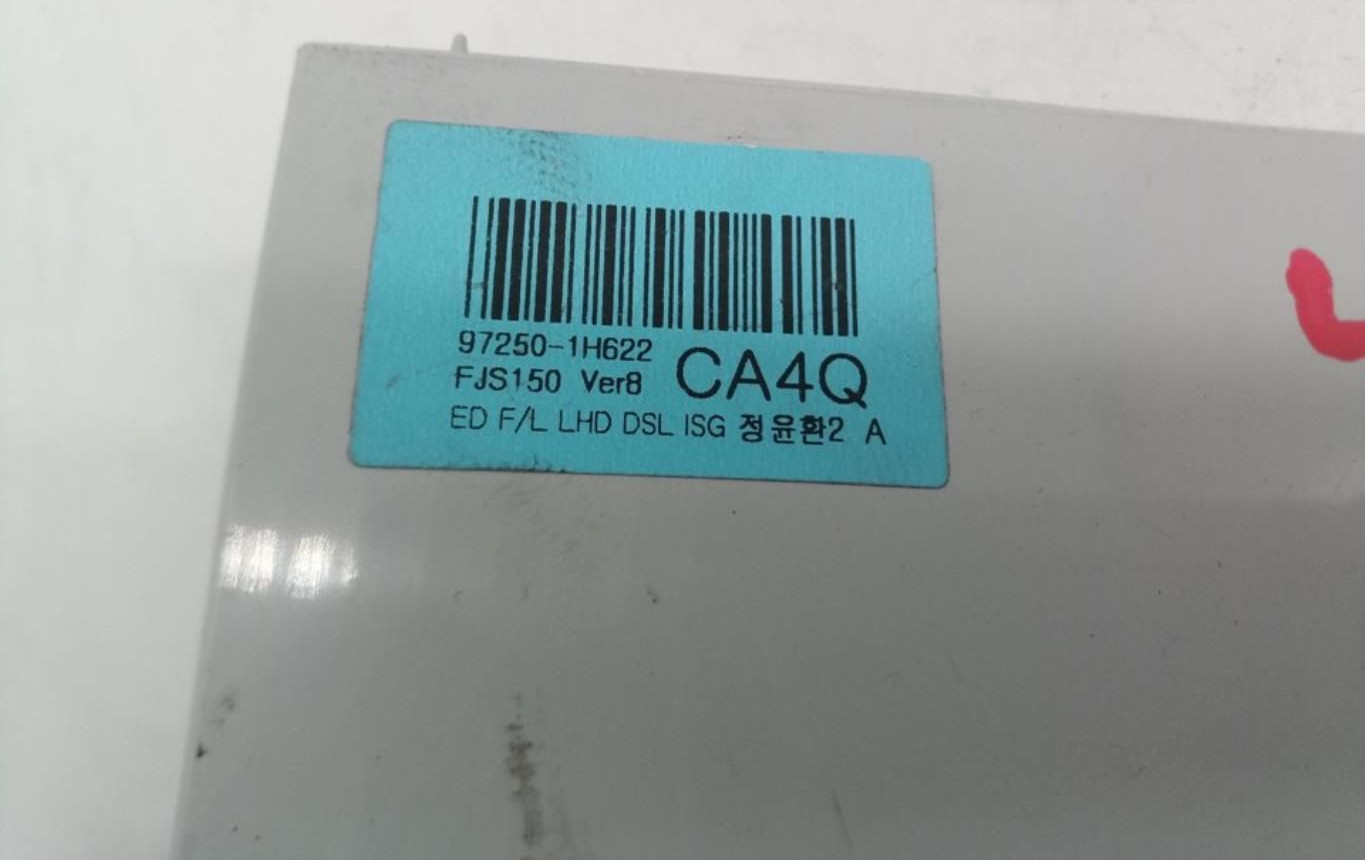 97250-1H622
FJS150 Ver8 CA4Q
ED F/L LHD DSL ISG 정윤환2 A